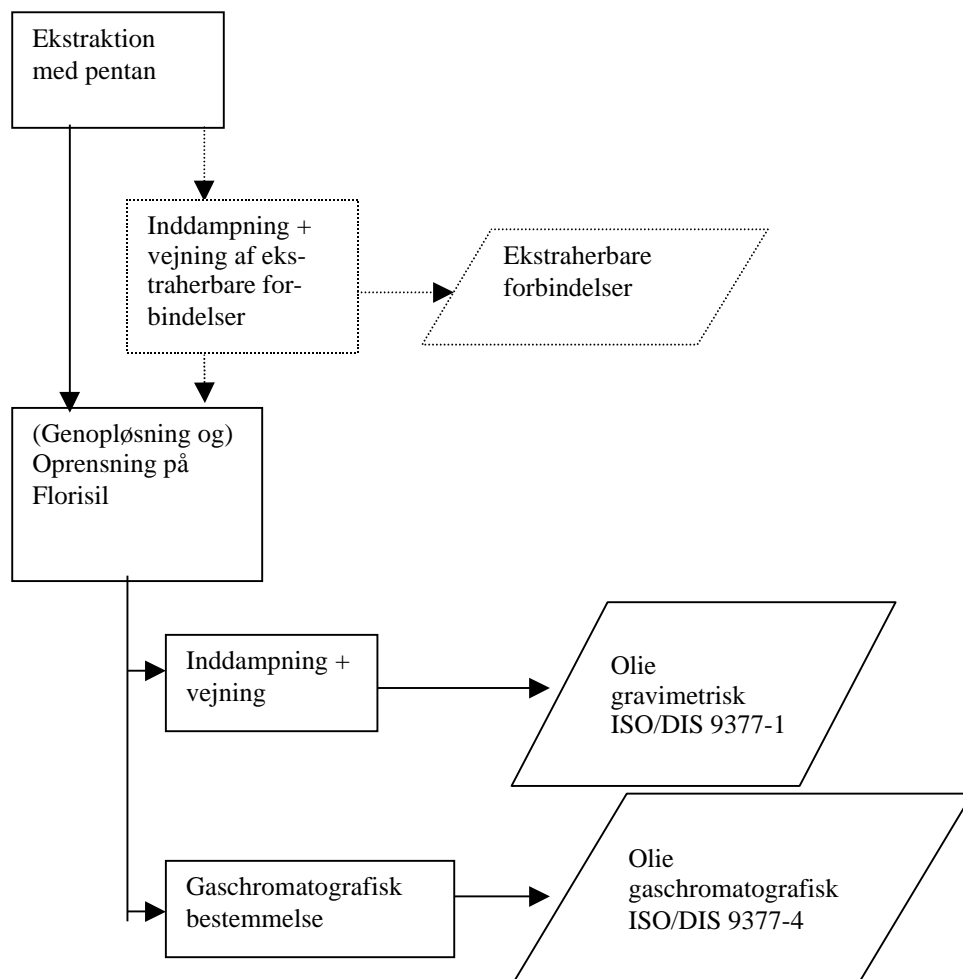 Ekstraktion
med pentan
Inddampning +
vejning af eks-
traherbare for-
bindelser
Ekstraherbare
forbindelser
(Genopløsning og)
Oprensning på
Florisil
Inddampning +
vejning
Olie
gravimetrisk
ISO/DIS 9377-1
Gaschromatografisk
bestemmelse
Olie
gaschromatografisk
ISO/DIS 9377-4